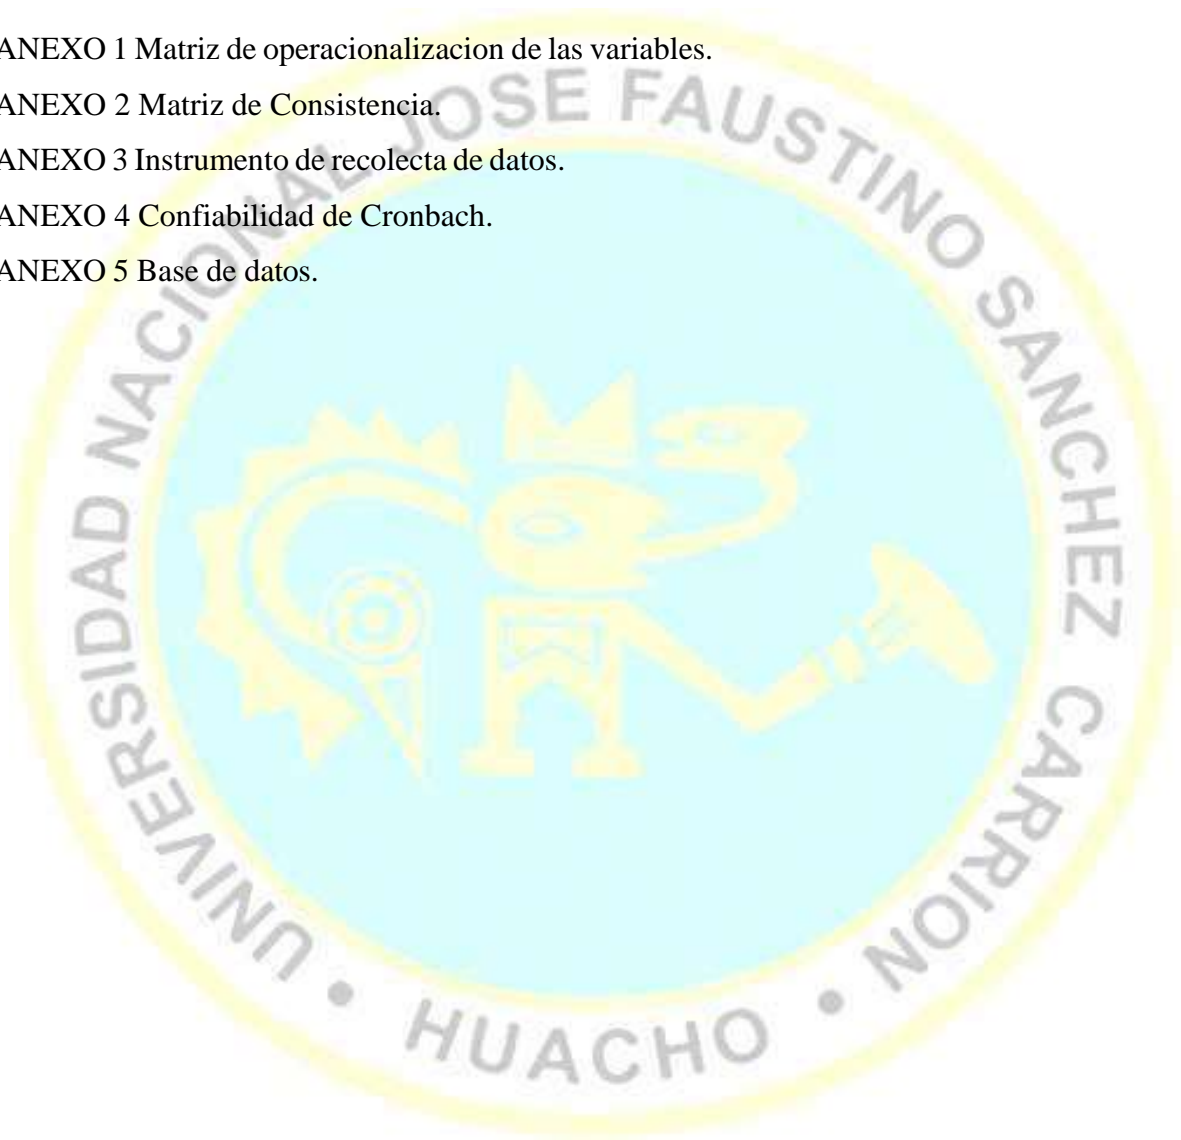 ANEXO 1 Matriz de operacionalizacion de las variables.
ANEXO 2 Matriz de Consistencia.
ANEXO 3 Instrumento de recolecta de datos.
ANEXO 4 Confiabilidad de Cronbach.
ANEXO 5 Base de datos.
UNIVERSIDAD NACIONAL JOSE FAUSTINO SANCHEZ CARRION
• HUACHO •